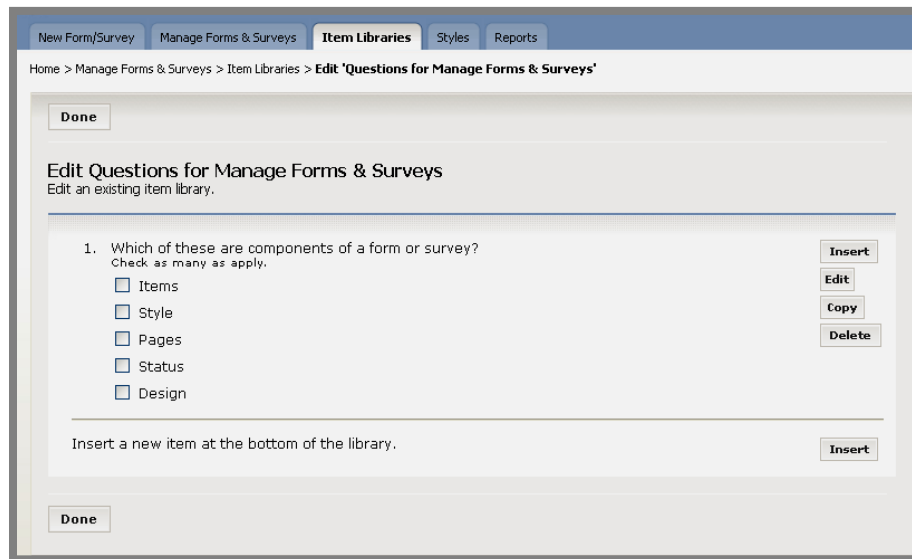 New Form/Survey Manage Forms & Surveys Item Libraries Styles Reports
Home > Manage Forms & Surveys > Item Libraries > Edit 'Questions for Manage Forms & Surveys'
Done
Edit Questions for Manage Forms & Surveys
Edit an existing item library.
1. Which of these are components of a form or survey?
Check as many as apply.
Items
Style
Pages
Status
Design
Insert
Edit
Copy
Delete
Insert a new item at the bottom of the library.
Insert
Done